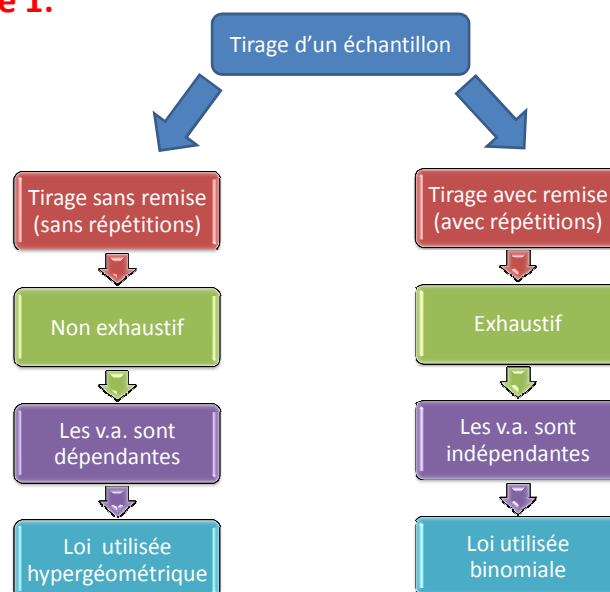 e 1.
Tirage d'un échantillon
Tirage sans remise
(sans répétitions)
Non exhaustif
Les v.a. sont
dépendantes
Loi utilisée
hypergéométrique
Tirage avec remise
(avec répétitions)
Exhaustif
Les v.a. sont
indépendantes
Loi utilisée
binomiale